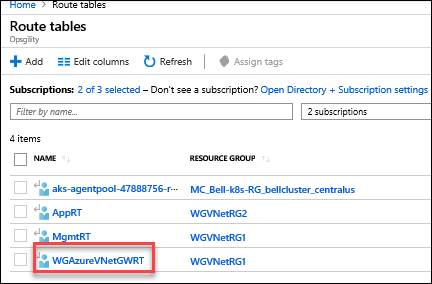 Home > Route tables
Route tables
Opsgility
+ Add Edit columns Refresh Assign tags
Subscriptions: 2 of 3 selected – Don't see a subscription? Open Directory + Subscription settings
Filter by name... 2 subscriptions
4 items
NAME RESOURCE GROUP
aks-agentpool-47888756-r··· MC_Bell-k8s-RG_bellcluster_centralus
AppRT WGVNetRG2
MgmtRT WGVNetRG1
WGAzureVNetGWRT WGVNetRG1